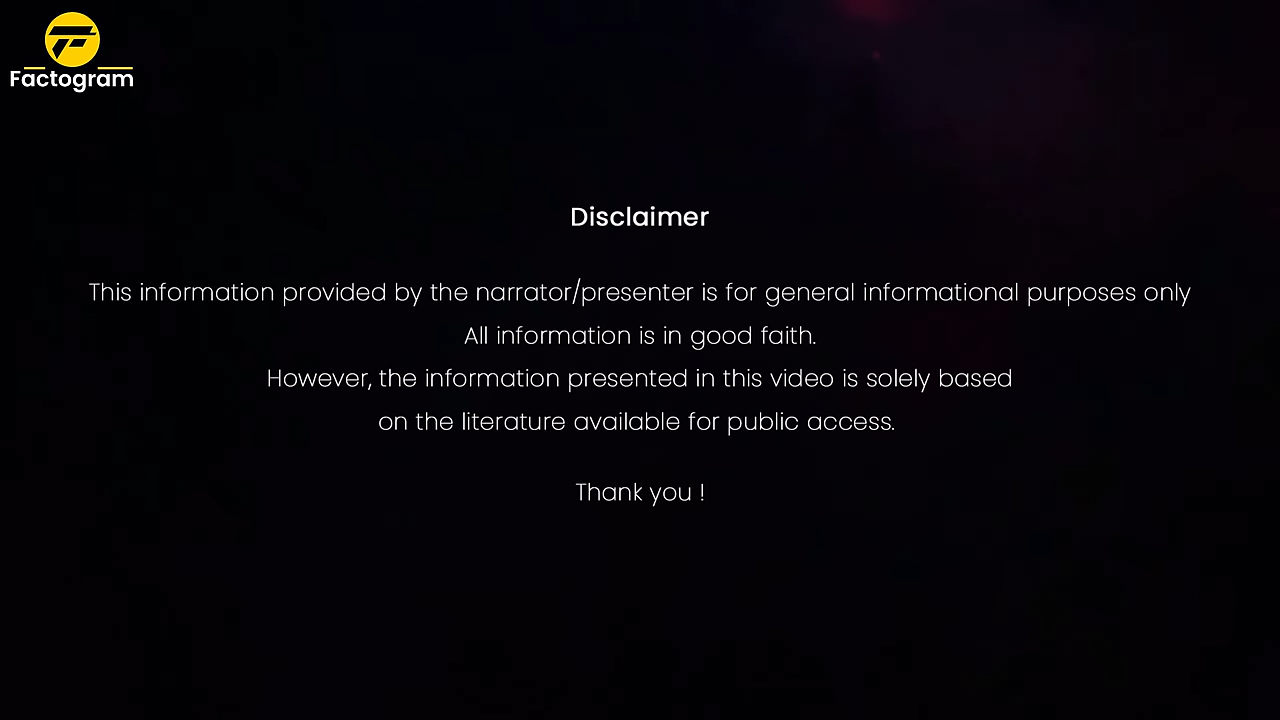 Factogram
Disclaimer
This information provided by the narrator/presenter is for general informational purposes only
All information is in good faith.
However, the information presented in this video is solely based
on the literature available for public access.
Thank you !